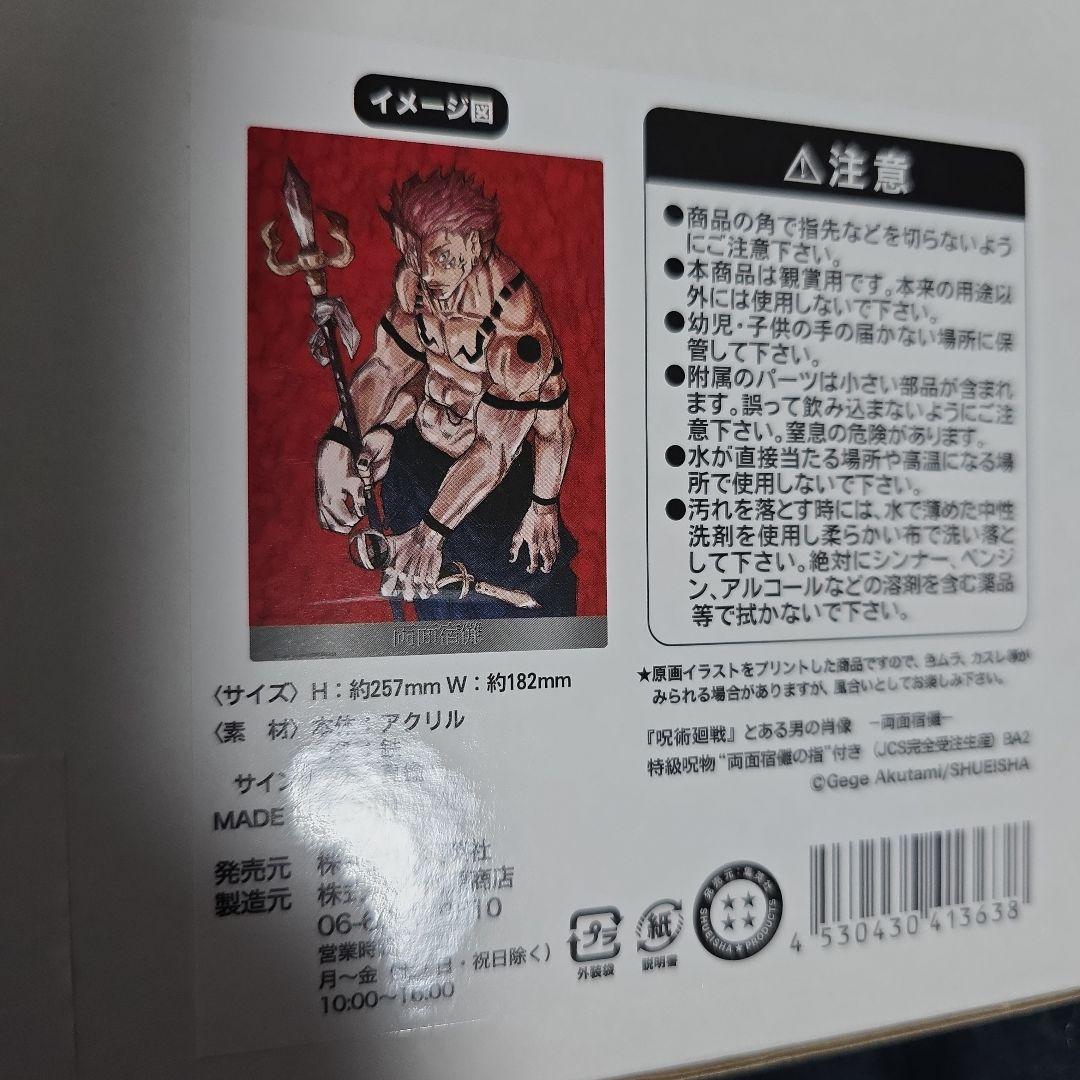 イメージ図
両面宿儺
〈サイズ〉H：約257mm W：約182mm
〈素　材〉本体：アクリル
サイン
MADE
発売元 株
製造元 株式 商店
06-6 10
営業時
月～金（土・日・祝日除く）
10:00～16:00
⚠注意
●商品の角で指先などを切らないよう
にご注意下さい。
●本商品は観賞用です。本来の用途以
外には使用しないで下さい。
●幼児・子供の手の届かない場所に保
管して下さい。
●附属のパーツは小さい部品が含まれ
ます。誤って飲み込まないようにご注
意下さい。窒息の危険があります。
●水が直接当たる場所や高温になる場
所で使用しないで下さい。
●汚れを落とす時には、水で薄めた中性
洗剤を使用し柔らかい布で洗い落と
して下さい。絶対にシンナー、ベンジ
ン、アルコールなどの溶剤を含む薬品
等で拭かないで下さい。
★原画イラストをプリントした商品ですので、色ムラ、カスレ等が
みられる場合がありますが、風合いとしてお楽しみ下さい。
『呪術廻戦』とある男の肖像　－両面宿儺－
特級呪物“両面宿儺の指”付き（JCS完全受注生産）BA2
©Gege Akutami/SHUEISHA
プラ
外装袋
紙
説明書
発売元・集英社
SHUEISHA★PRODUCTS
4 530430 413638